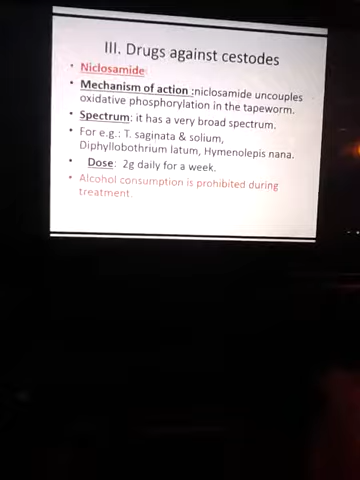 III. Drugs against cestodes
• Niclosamide:
• Mechanism of action :niclosamide uncouples
oxidative phosphorylation in the tapeworm.
• Spectrum: it has a very broad spectrum.
• For e.g.: T. saginata & solium,
Diphyllobothrium latum, Hymenolepis nana.
• Dose: 2g daily for a week.
• Alcohol consumption is prohibited during
treatment.